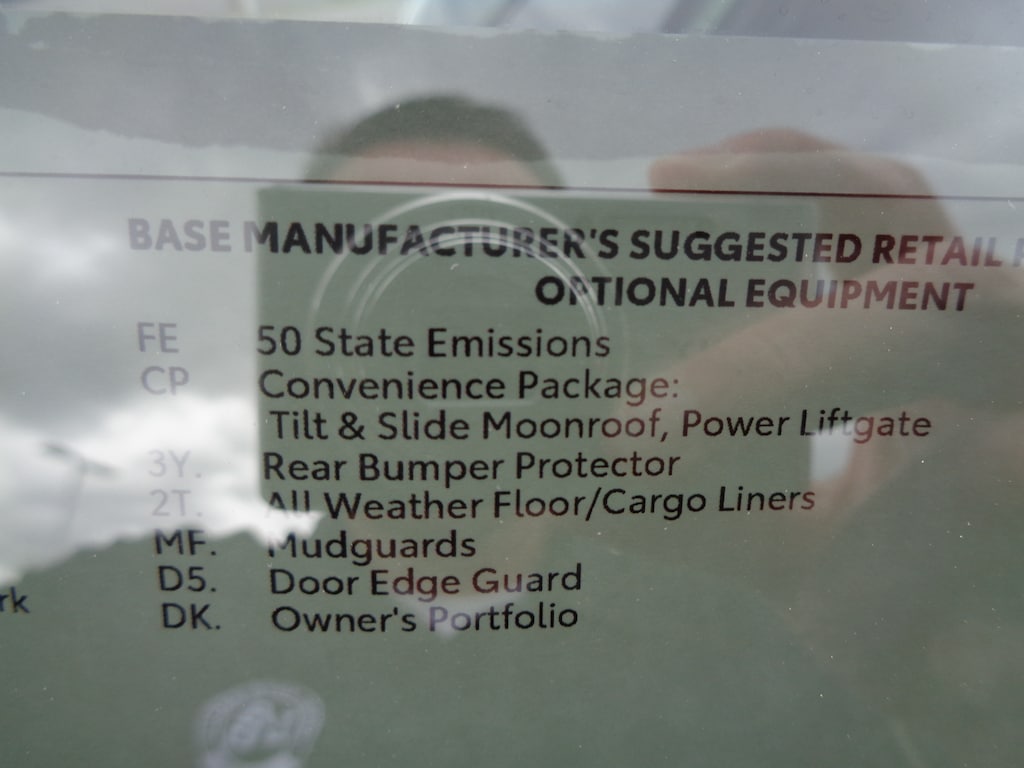 BASE MANUFACTURER'S SUGGESTED RETAIL
OPTIONAL EQUIPMENT
FE 50 State Emissions
CP Convenience Package:
Tilt & Slide Moonroof, Power Liftgate
3Y. Rear Bumper Protector
2T. All Weather Floor/Cargo Liners
MF. Mudguards
D5. Door Edge Guard
rk
DK. Owner's Portfolio